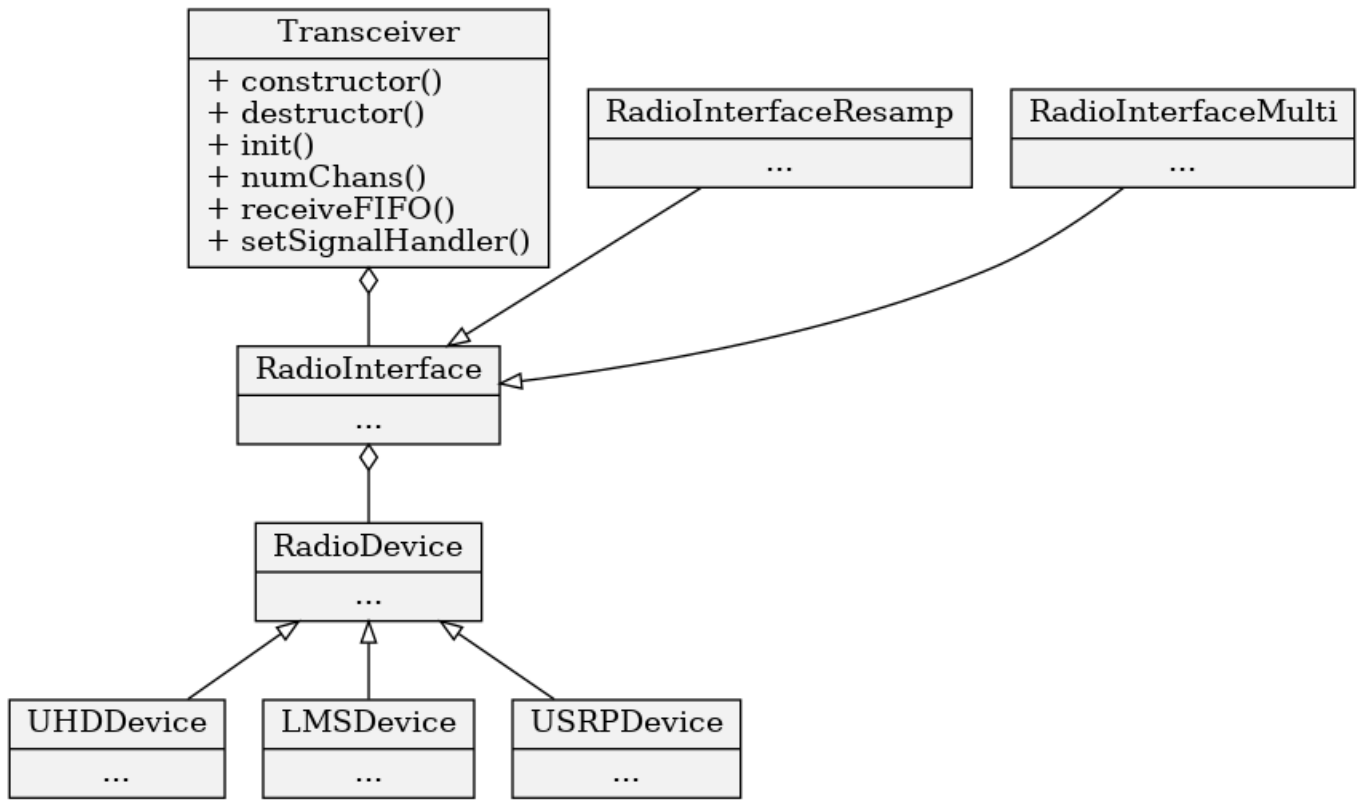 Transceiver
+ constructor()
+ destructor()
+ init()
+ numChans()
+ receiveFIFO()
+ setSignalHandler()
RadioInterfaceResamp
...
RadioInterfaceMulti
...
RadioInterface
...
RadioDevice
...
UHDDevice
...
LMSDevice
...
USRPDevice
...